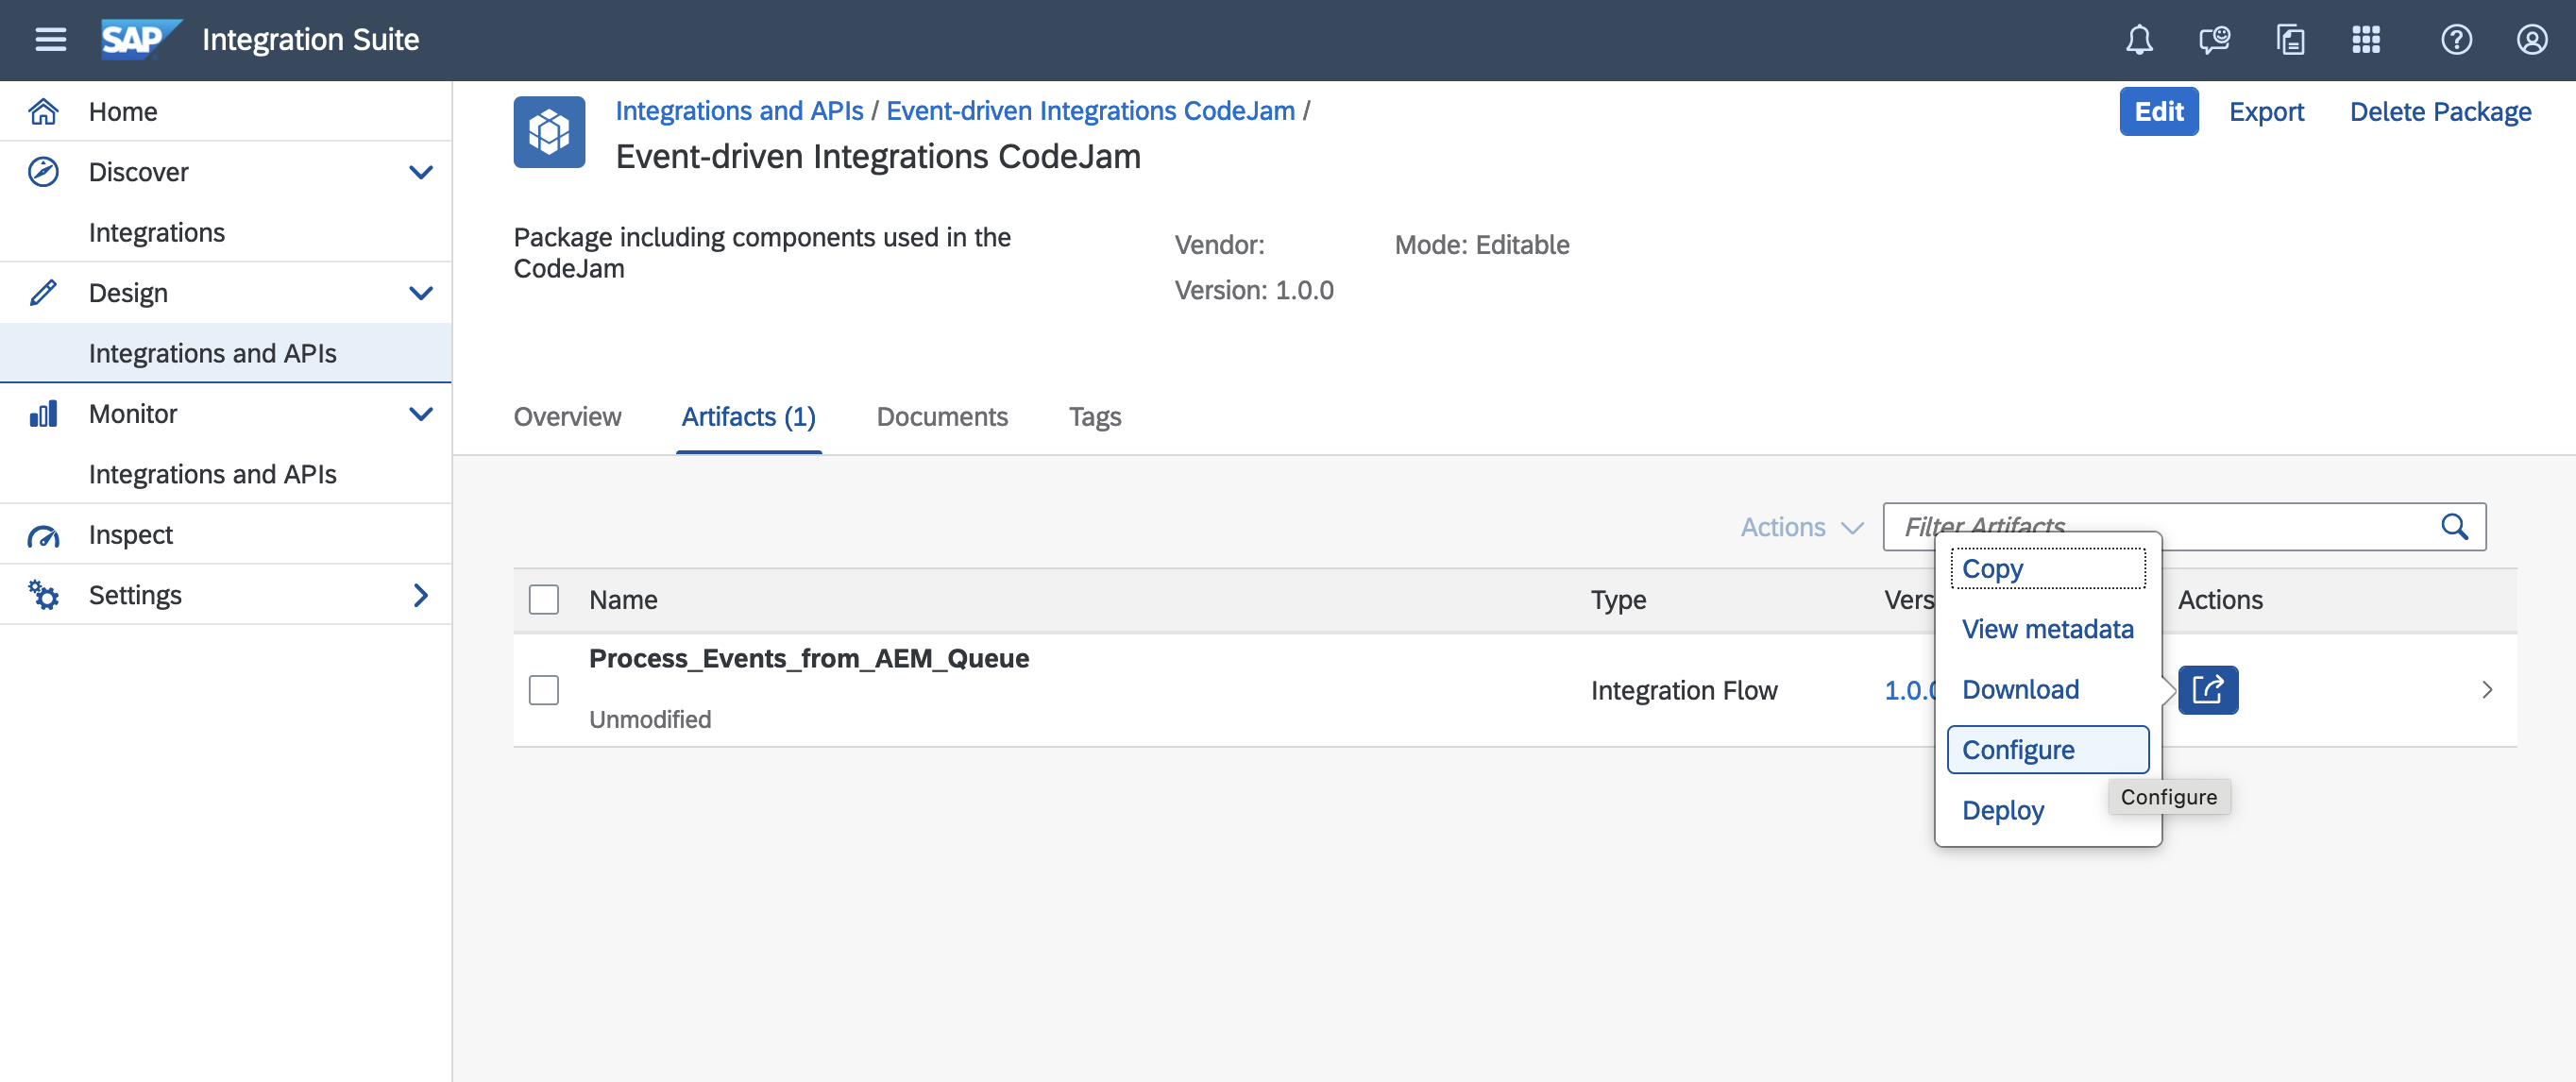 SAP Integration Suite
Home
Discover
Integrations
Design
Integrations and APIs
Monitor
Integrations and APIs
Inspect
Settings
Integrations and APIs / Event-driven Integrations CodeJam /
Event-driven Integrations CodeJam
Edit Export Delete Package
Package including components used in the
CodeJam
Vendor:
Version: 1.0.0
Mode: Editable
Overview Artifacts (1) Documents Tags
Actions Filter Artifacts
Name Type Vers Actions
Process_Events_from_AEM_Queue
Unmodified
Integration Flow 1.0.0
Copy
View metadata
Download
Configure
Deploy
Configure